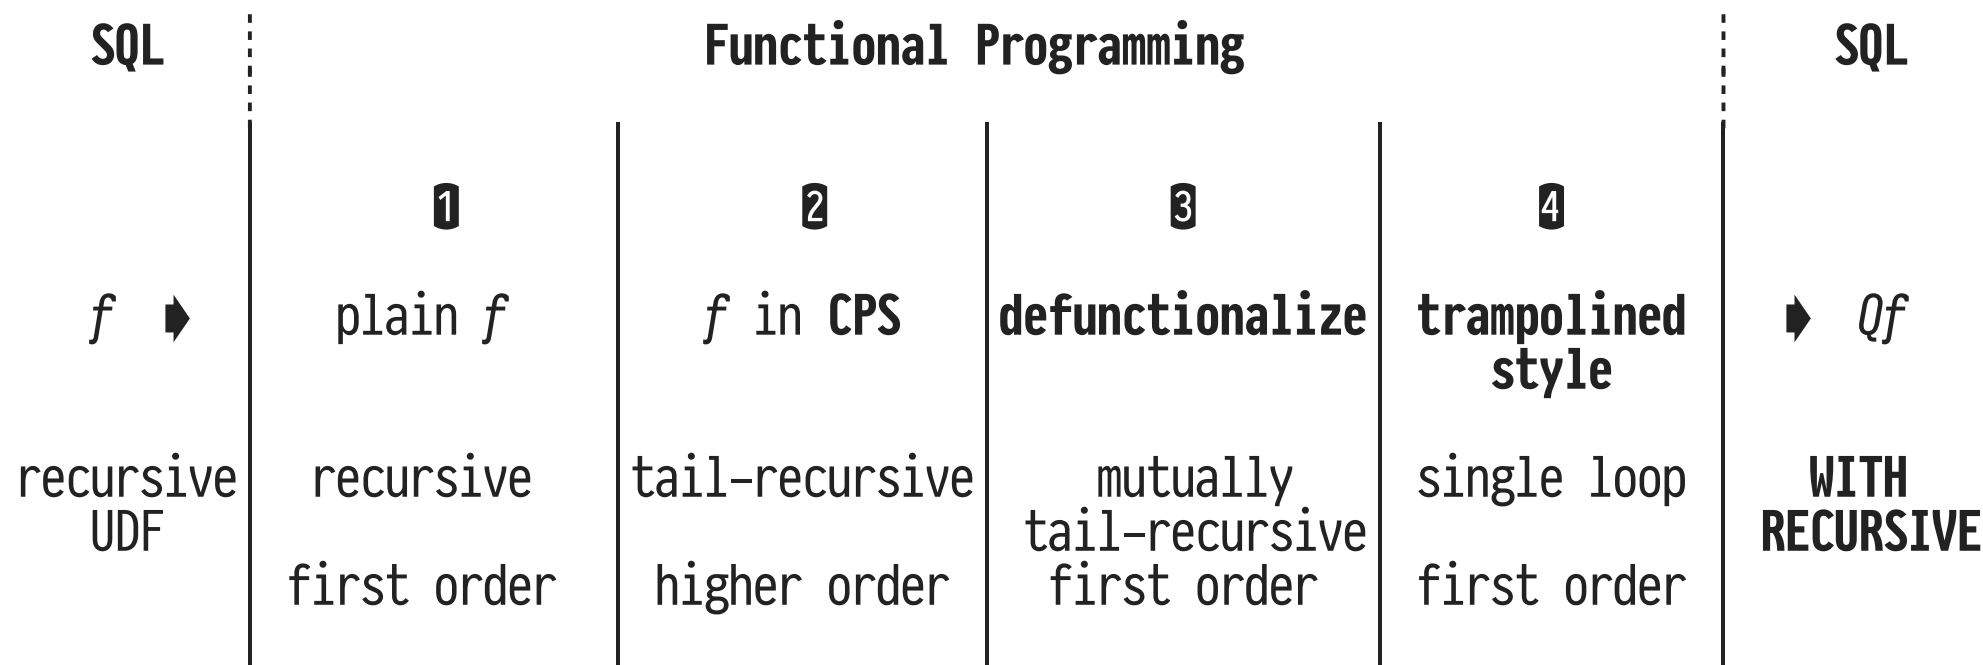 SQL Functional Programming SQL
1 2 3 4
f plain f f in CPS defunctionalize trampolined Qf
style
recursive recursive tail-recursive mutually single loop WITH
UDF tail-recursive RECURSIVE
first order higher order first order first order